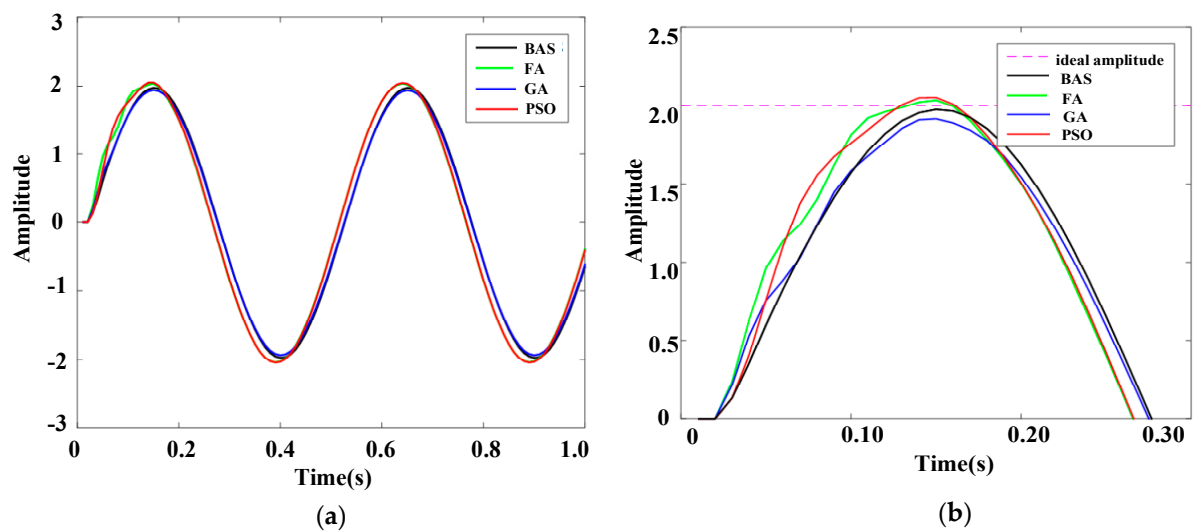 3
2
1
0
-1
-2
-3
Amplitude
BAS
FA
GA
PSO
0 0.2 0.4 0.6 0.8 1.0
Time(s)
(a)
2.5
2.0
1.5
1.0
0.5
0
Amplitude
ideal amplitude
BAS
FA
GA
PSO
0 0.10 0.20 0.30
Time(s)
(b)